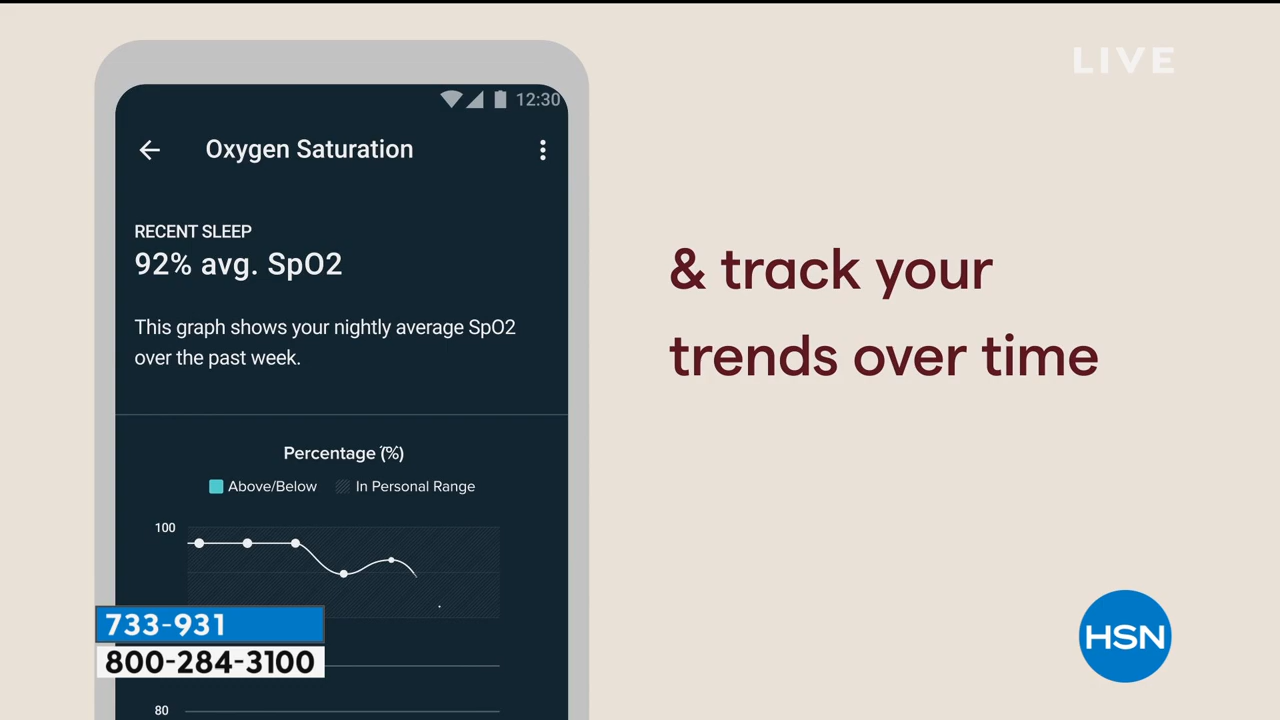 LIVE
12:30
Oxygen Saturation
RECENT SLEEP
92% avg. SpO2
This graph shows your nightly average SpO2
over the past week.
Percentage (%)
Above/Below In Personal Range
100
80
& track your
trends over time
733-931
800-284-3100
HSN